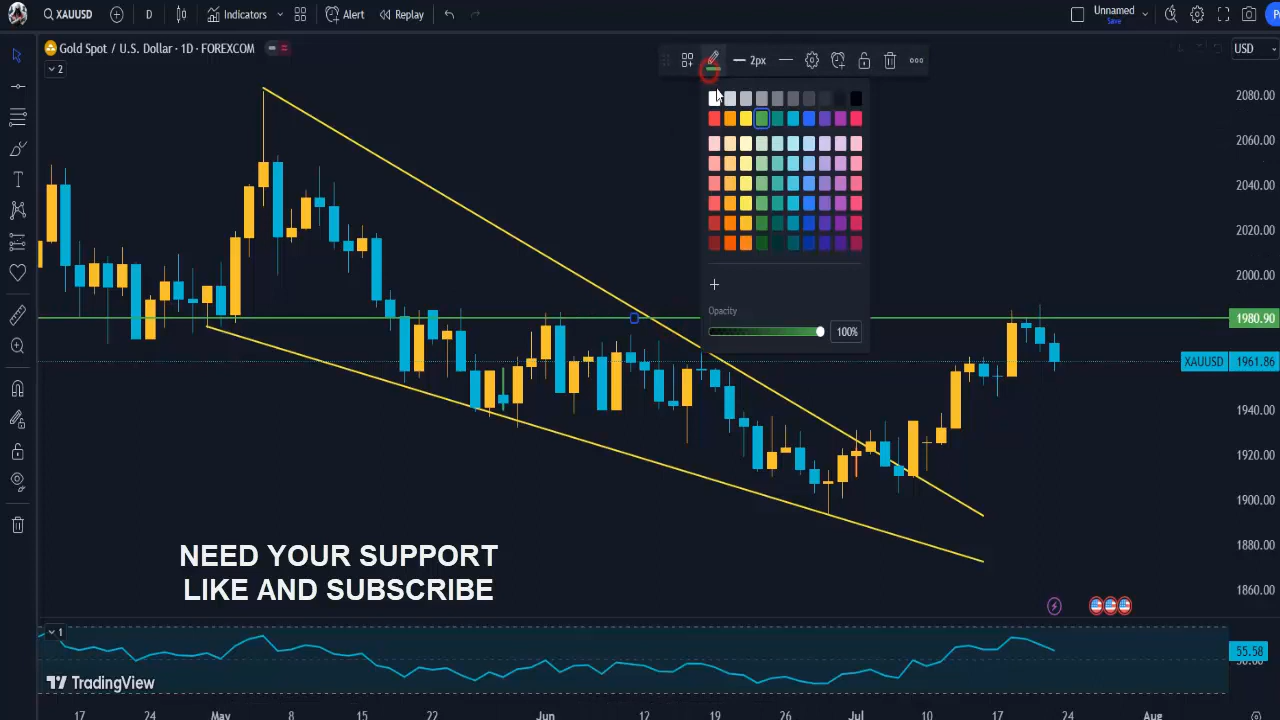 XAUUSD
D
Indicators
Alert
Replay
Unnamed
Save
Gold Spot / U.S. Dollar · 1D · FOREXCOM
2
2px
USD
Opacity
100%
2080.00
2060.00
2040.00
2020.00
2000.00
1980.90
XAUUSD 1961.86
1940.00
1920.00
1900.00
1880.00
1860.00
NEED YOUR SUPPORT
LIKE AND SUBSCRIBE
1
55.58
TradingView
17 24 May 8 15 22 Jun 12 19 26 Jul 10 17 24 Aug